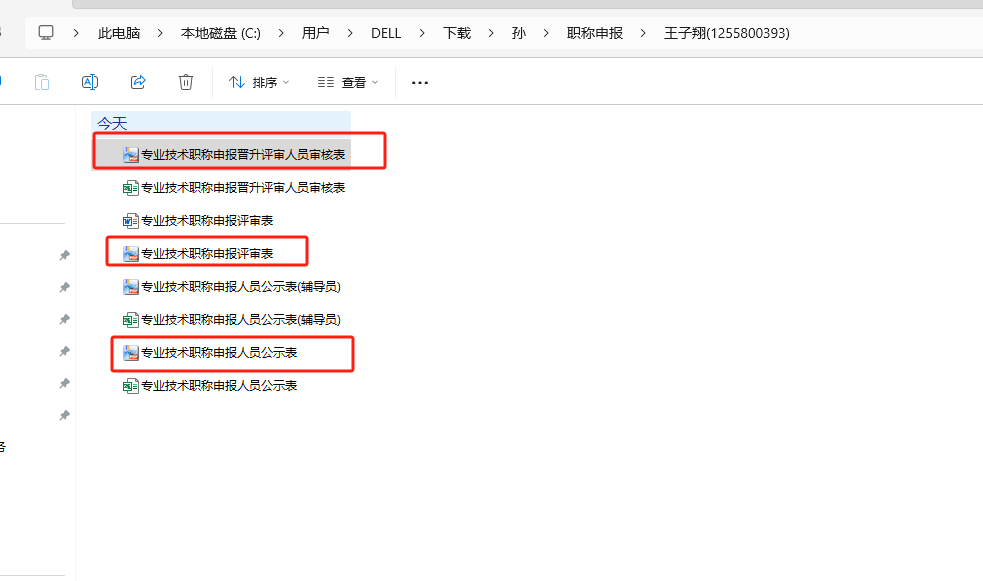 此电脑 > 本地磁盘 (C:) > 用户 > DELL > 下载 > 孙 > 职称申报 > 王子翔(1255800393)
排序 查看 ...
今天
专业技术职称申报晋升评审人员审核表
专业技术职称申报晋升评审人员审核表
专业技术职称申报评审表
专业技术职称申报评审表
专业技术职称申报人员公示表(辅导员)
专业技术职称申报人员公示表(辅导员)
专业技术职称申报人员公示表
专业技术职称申报人员公示表